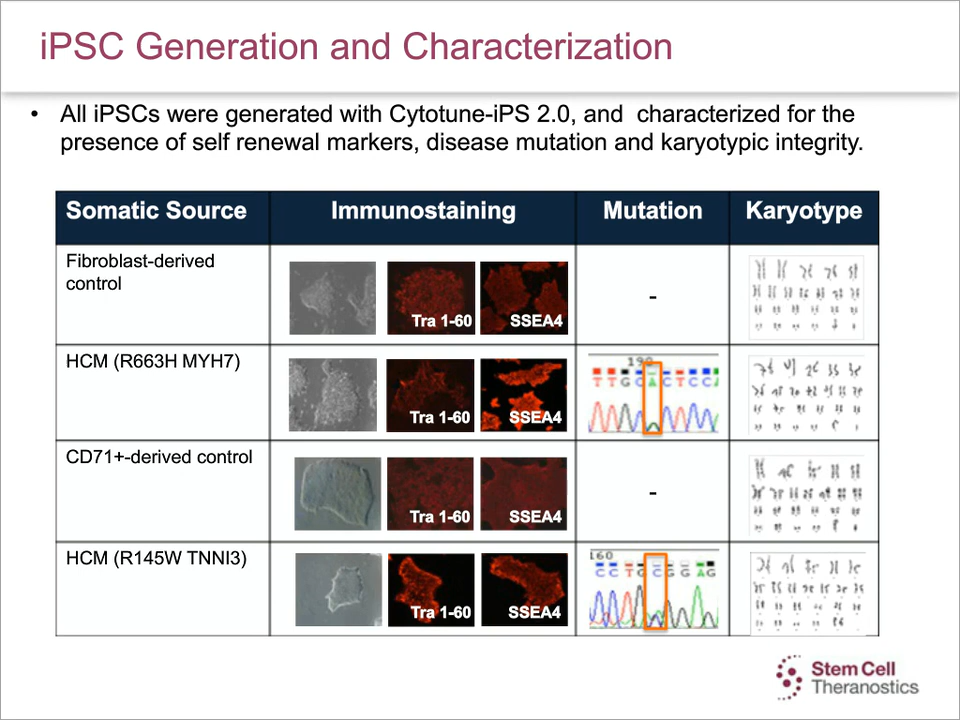 iPSC Generation and Characterization
• All iPSCs were generated with Cytotune-iPS 2.0, and  characterized for the
presence of self renewal markers, disease mutation and karyotypic integrity.
Somatic Source Immunostaining Mutation Karyotype
Fibroblast-derived
control
Tra 1-60 SSEA4 -
HCM (R663H MYH7)
190
T T G C A C T C C
Tra 1-60 SSEA4
CD71+-derived control
Tra 1-60 SSEA4 -
HCM (R145W TNNI3)
160
C C T G C G G A G
Tra 1-60 SSEA4
Stem Cell
Theranostics